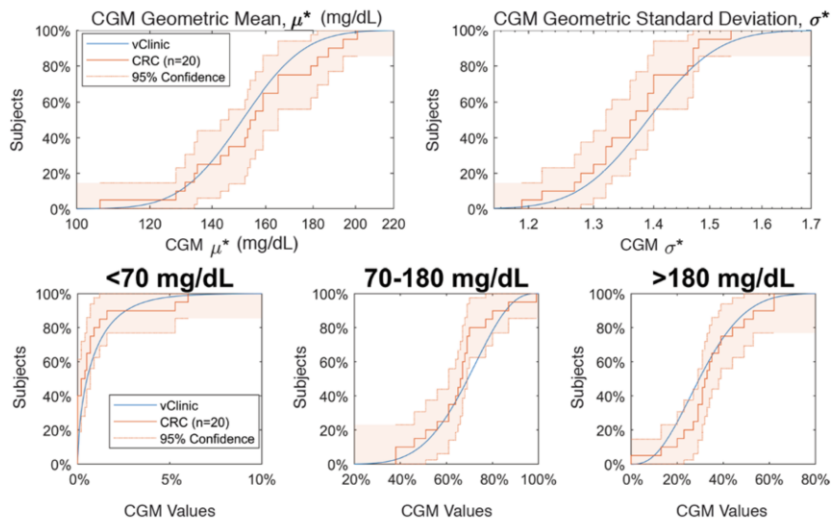 CGM Geometric Mean, μ* (mg/dL)
100%
80%
60%
40%
20%
0%
Subjects
vClinic
CRC (n=20)
95% Confidence
100 120 140 160 180 200 220
CGM μ* (mg/dL)
CGM Geometric Standard Deviation, σ*
100%
80%
60%
40%
20%
0%
Subjects
1.2 1.3 1.4 1.5 1.6 1.7
CGM σ*
<70 mg/dL
100%
80%
60%
40%
20%
0%
Subjects
vClinic
CRC (n=20)
95% Confidence
0% 5% 10%
CGM Values
70-180 mg/dL
100%
80%
60%
40%
20%
0%
Subjects
20% 40% 60% 80% 100%
CGM Values
>180 mg/dL
100%
80%
60%
40%
20%
0%
Subjects
0% 20% 40% 60% 80%
CGM Values